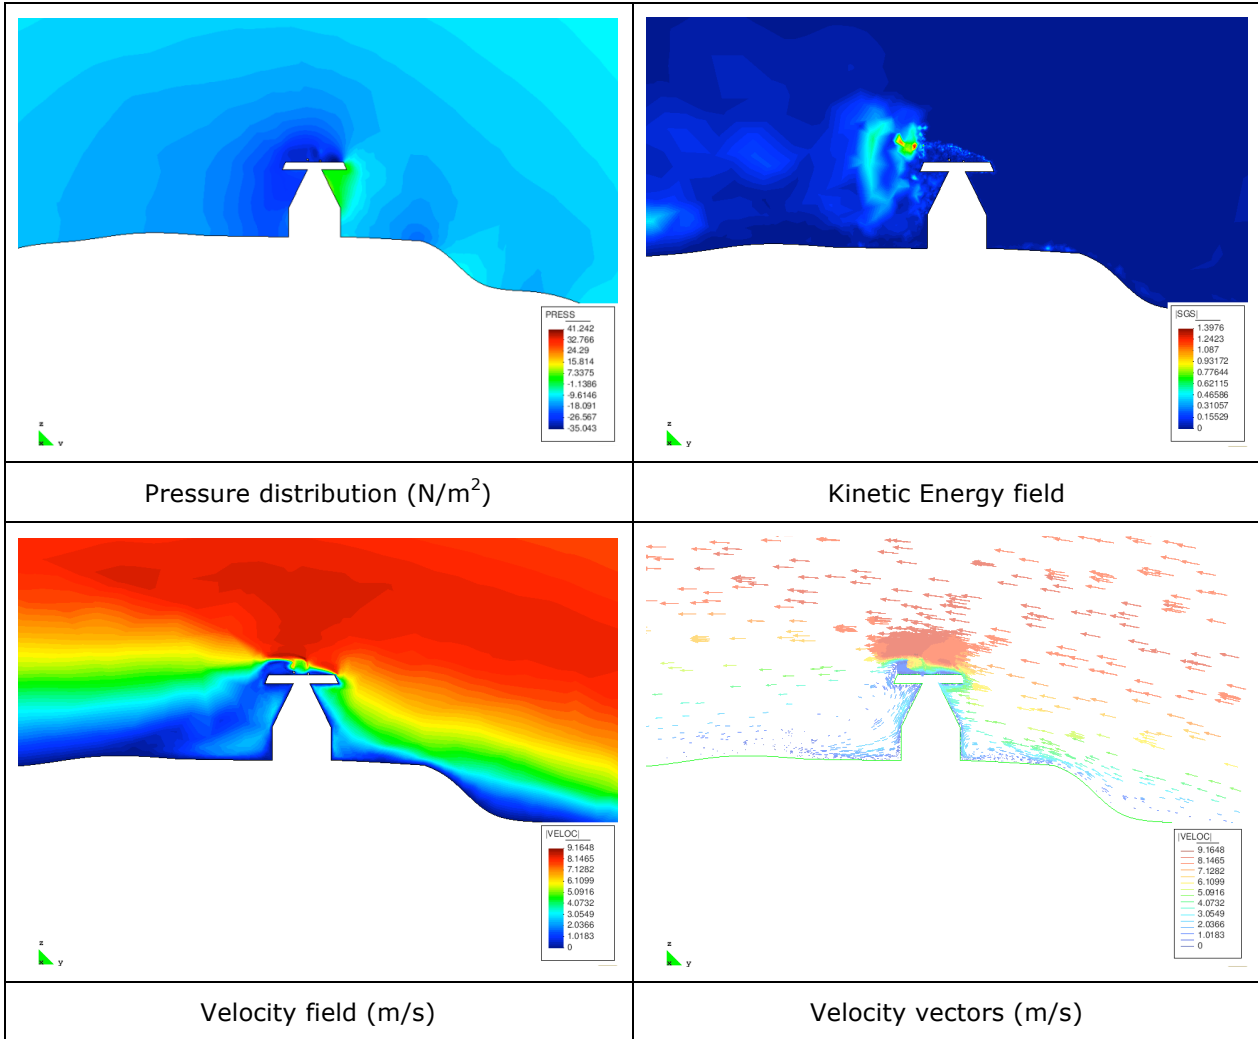 PRESS
41.242
32.766
24.29
15.814
7.3375
-1.1386
-9.6146
-18.091
-26.567
-35.043
z
x y
|SGS|
1.3976
1.2423
1.087
0.93172
0.77644
0.62115
0.46586
0.31057
0.15529
0
z
x y
Pressure distribution (N/m²)
Kinetic Energy field
|VELOC|
9.1648
8.1465
7.1282
6.1099
5.0916
4.0732
3.0549
2.0366
1.0183
0
z
x y
|VELOC|
9.1648
8.1465
7.1282
6.1099
5.0916
4.0732
3.0549
2.0366
1.0183
0
z
x y
Velocity field (m/s)
Velocity vectors (m/s)